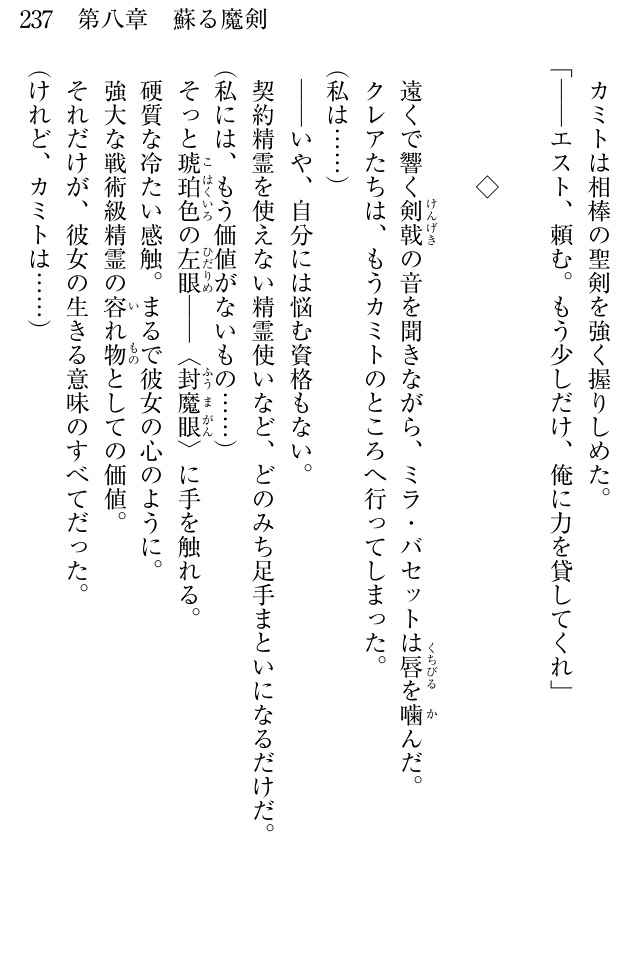 237 第八章 蘇る魔剣
カミトは相棒の聖剣を強く握りしめた。
「――エスト、頼む。もう少しだけ、俺に力を貸してくれ」
◇
遠くで響く剣戟の音を聞きながら、ミラ・バセットは唇を噛んだ。
クレアたちは、もうカミトのところへ行ってしまった。
(私は……)
――いや、自分には悩む資格もない。
契約精霊を使えない精霊使いなど、どのみち足手まといになるだけだ。
(私には、もう価値がないもの……)
そっと琥珀色の左眼――〈封魔眼〉に手を触れる。
硬質な冷たい感触。まるで彼女の心のように。
強大な戦術級精霊の容れ物としての価値。
それだけが、彼女の生きる意味のすべてだった。
(けれど、カミトは……)